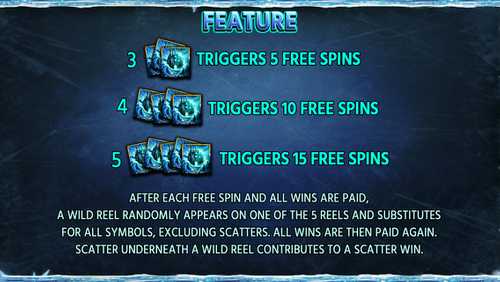 FEATURE
3 TRIGGERS 5 FREE SPINS
4 TRIGGERS 10 FREE SPINS
5 TRIGGERS 15 FREE SPINS
AFTER EACH FREE SPIN AND ALL WINS ARE PAID,
A WILD REEL RANDOMLY APPEARS ON ONE OF THE 5 REELS AND SUBSTITUTES
FOR ALL SYMBOLS, EXCLUDING SCATTERS. ALL WINS ARE THEN PAID AGAIN.
SCATTER UNDERNEATH A WILD REEL CONTRIBUTES TO A SCATTER WIN.